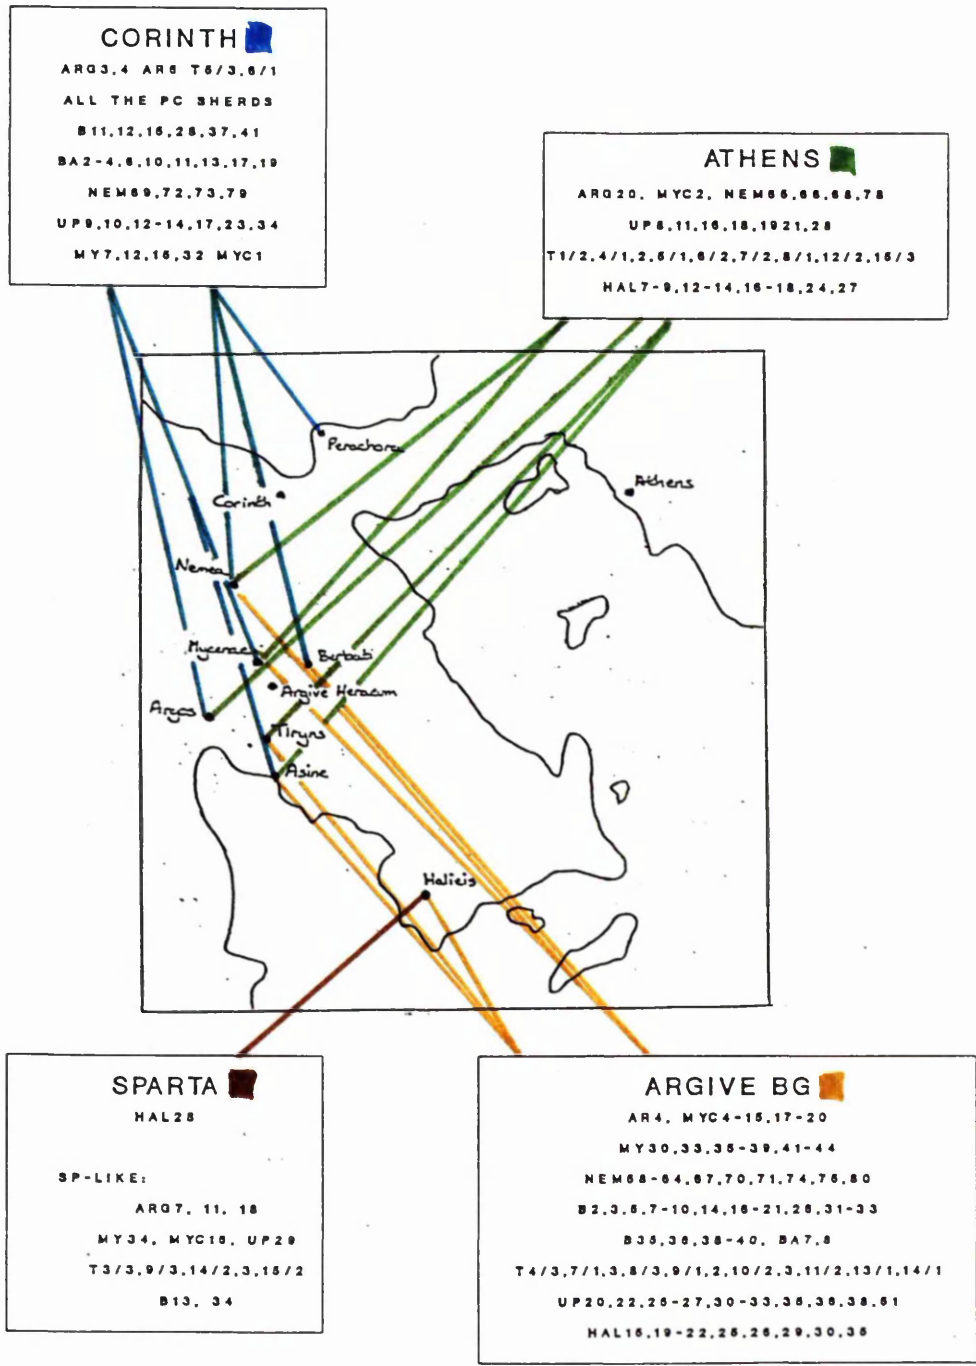 CORINTH
ARG3,4 AR6 T5/3,6/1
ALL THE PC SHERDS
B11,12,15,28,37,41
BA2-4,6,10,11,13,17,19
NEM69,72,73,79
UP9,10,12-14,17,23,34
MY7,12,15,32 MYC1
ATHENS
ARG20, MYC2, NEM65,66,68,78
UP8,11,16,18,1921,28
T1/2,4/1,2,5/1,6/2,7/2,8/1,12/2,15/3
HAL7-9,12-14,16-18,24,27
Perachora
Corinth
Athens
Nemea
Mycenae
Berbati
Argive Heraeum
Argos
Tiryns
Asine
Halieis
SPARTA
HAL28
SP-LIKE:
ARG7, 11, 18
MY34, MYC16, UP29
T3/3,9/3,14/2,3,15/2
B13, 34
ARGIVE BG
AR4, MYC4-15,17-20
MY30,33,35-39,41-44
NEM58-64,67,70,71,74,75,80
B2,3,5,7-10,14,16-21,26,31-33
B35,36,38-40, BA7,8
T4/3,7/1,3,8/3,9/1,2,10/2,3,11/2,13/1,14/1
UP20,22,25-27,30-33,35,36,38,51
HAL15,19-22,25,26,29,30,35